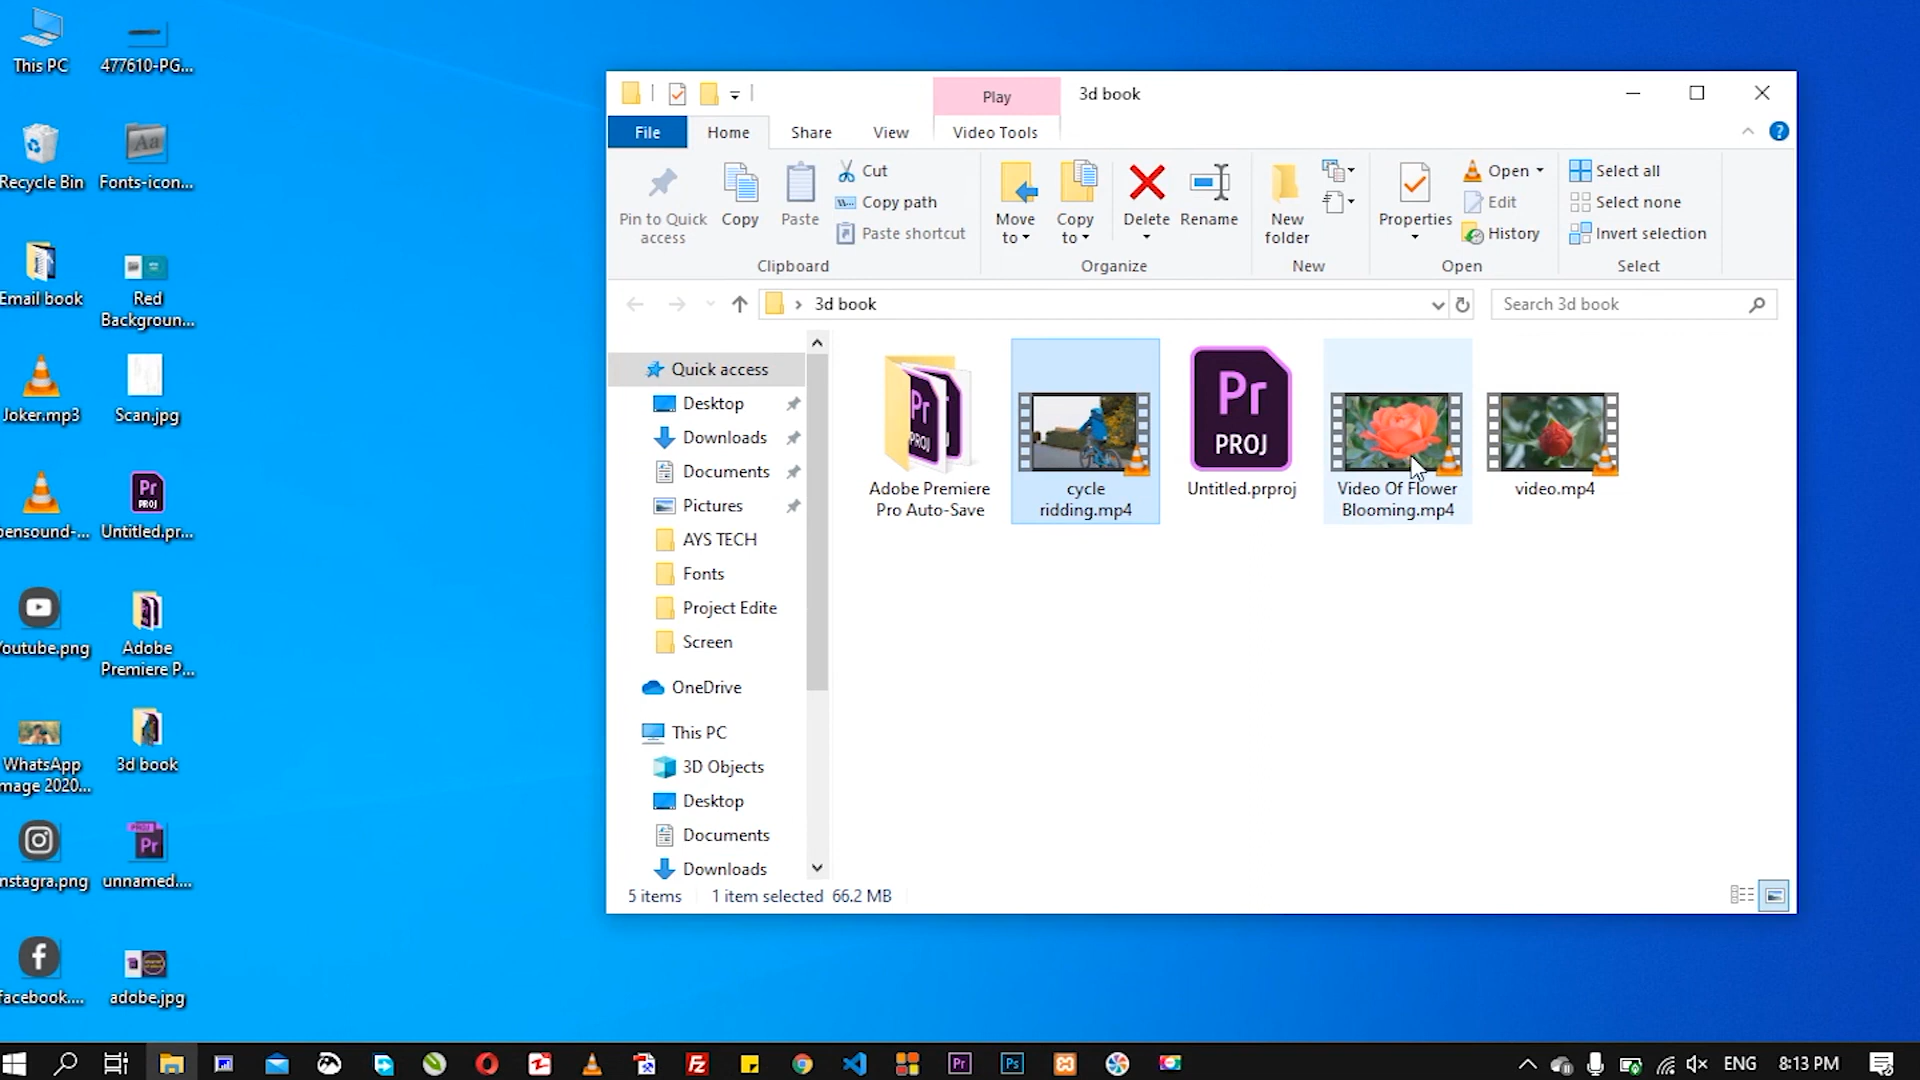 This PC
477610-PG...
Recycle Bin
Fonts-icon...
Email book
Red
Backgroun...
Joker.mp3
Scan.jpg
pensound-...
Untitled.pr...
Youtube.png
Adobe
Premiere P...
WhatsApp
mage 2020...
3d book
nstagra.png
unnamed....
facebook....
adobe.jpg
Play
3d book
File
Home
Share
View
Video Tools
Pin to Quick
access
Copy
Paste
Cut
Copy path
Paste shortcut
Clipboard
Move
to
Copy
to
Delete
Rename
Organize
New
folder
New
Properties
Open
Edit
History
Open
Select all
Select none
Invert selection
Select
3d book
Search 3d book
Quick access
Desktop
Downloads
Documents
Pictures
AYS TECH
Fonts
Project Edite
Screen
OneDrive
This PC
3D Objects
Desktop
Documents
Downloads
Adobe Premiere
Pro Auto-Save
cycle
ridding.mp4
Pr
PROJ
Untitled.prproj
Video Of Flower
Blooming.mp4
video.mp4
5 items
1 item selected 66.2 MB
ENG
8:13 PM